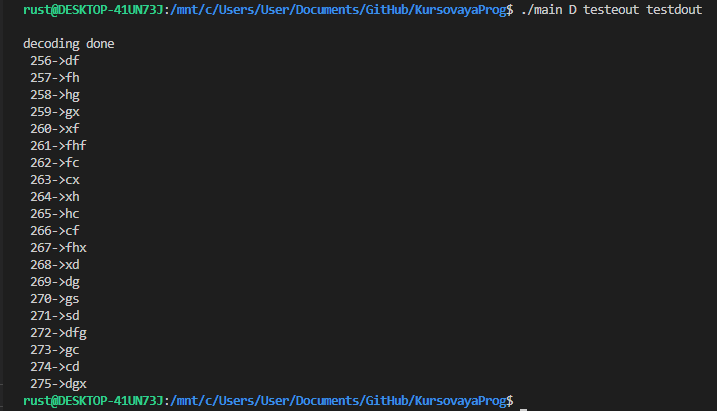 rust@DESKTOP-41UN73J:/mnt/c/Users/User/Documents/GitHub/KursovayaProg$ ./main D testeout testdout
decoding done
256->df
257->fh
258->hg
259->gx
260->xf
261->fhf
262->fc
263->cx
264->xh
265->hc
266->cf
267->fhx
268->xd
269->dg
270->gs
271->sd
272->dfg
273->gc
274->cd
275->dgx
rust@DESKTOP-41UN73J:/mnt/c/Users/User/Documents/GitHub/KursovayaProg$